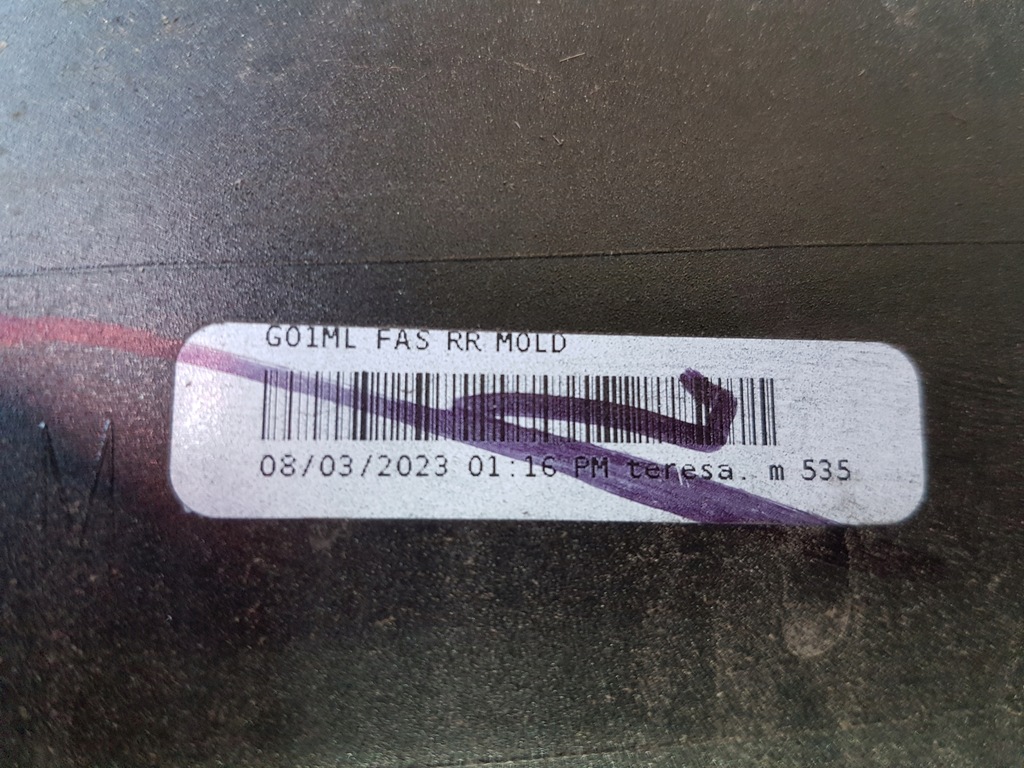 G01ML FAS RR MOLD
08/03/2023 01:16 PM teresa. m 535